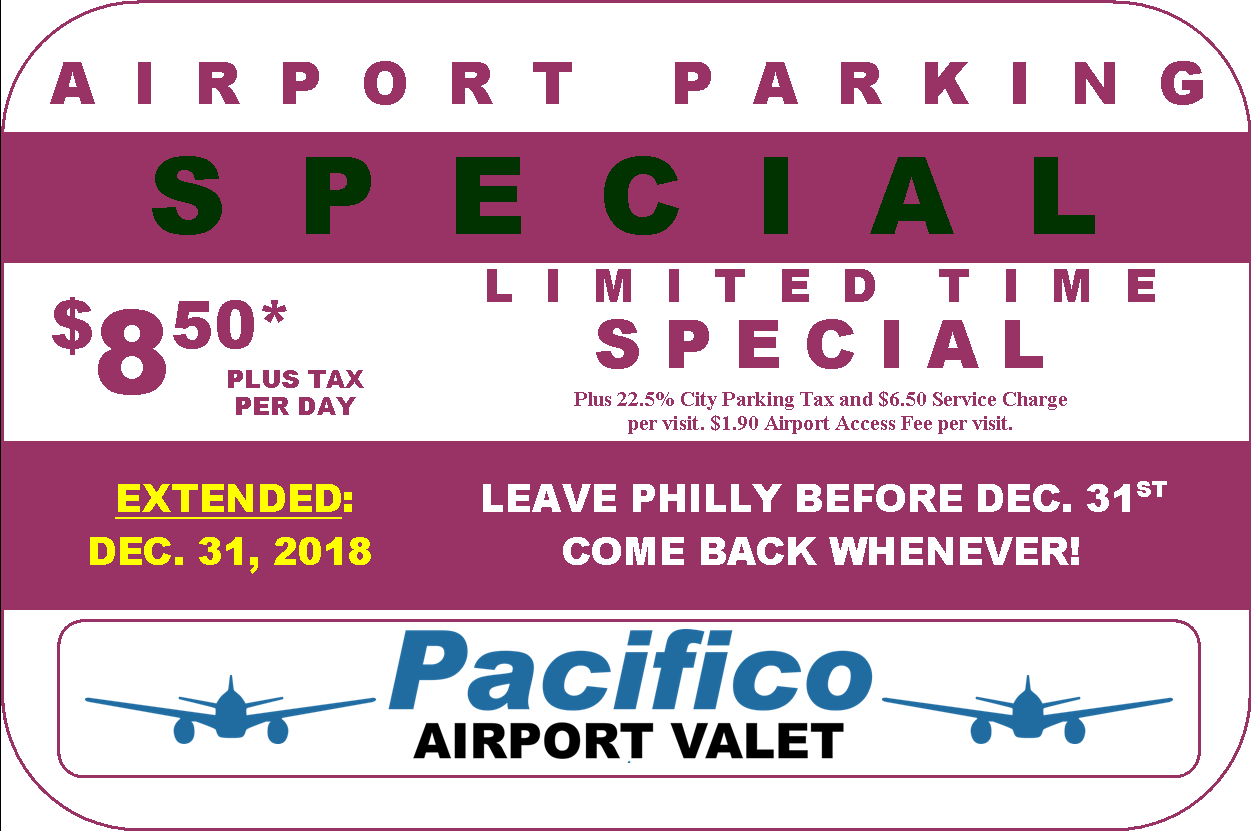 AIRPORT PARKING
SPECIAL
$8.50*
PLUS TAX
PER DAY
LIMITED TIME
SPECIAL
Plus 22.5% City Parking Tax and $6.50 Service Charge
per visit. $1.90 Airport Access Fee per visit.
EXTENDED:
DEC. 31, 2018
LEAVE PHILLY BEFORE DEC. 31ST
COME BACK WHENEVER!
Pacifico
AIRPORT VALET